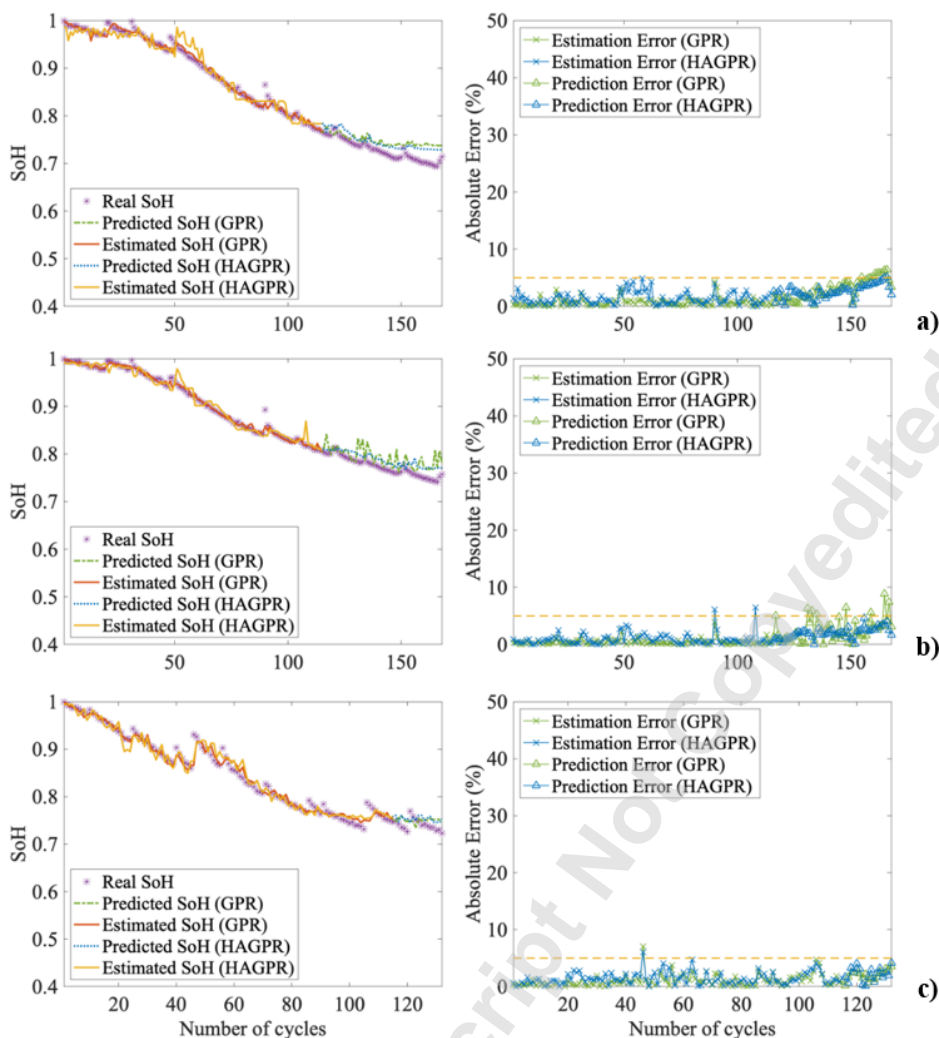 1
0.9
0.8
0.7
0.6
0.5
0.4
SoH
Real SoH
Predicted SoH (GPR)
Estimated SoH (GPR)
Predicted SoH (HAGPR)
Estimated SoH (HAGPR)
50 100 150
50
40
30
20
10
0
Absolute Error (%)
Estimation Error (GPR)
Estimation Error (HAGPR)
Prediction Error (GPR)
Prediction Error (HAGPR)
50 100 150
a)
1
0.9
0.8
0.7
0.6
0.5
0.4
SoH
Real SoH
Predicted SoH (GPR)
Estimated SoH (GPR)
Predicted SoH (HAGPR)
Estimated SoH (HAGPR)
50 100 150
50
40
30
20
10
0
Absolute Error (%)
Estimation Error (GPR)
Estimation Error (HAGPR)
Prediction Error (GPR)
Prediction Error (HAGPR)
50 100 150
b)
1
0.9
0.8
0.7
0.6
0.5
0.4
SoH
Real SoH
Predicted SoH (GPR)
Estimated SoH (GPR)
Predicted SoH (HAGPR)
Estimated SoH (HAGPR)
20 40 60 80 100 120
Number of cycles
50
40
30
20
10
0
Absolute Error (%)
Estimation Error (GPR)
Estimation Error (HAGPR)
Prediction Error (GPR)
Prediction Error (HAGPR)
20 40 60 80 100 120
Number of cycles
c)
script Not Copyedited